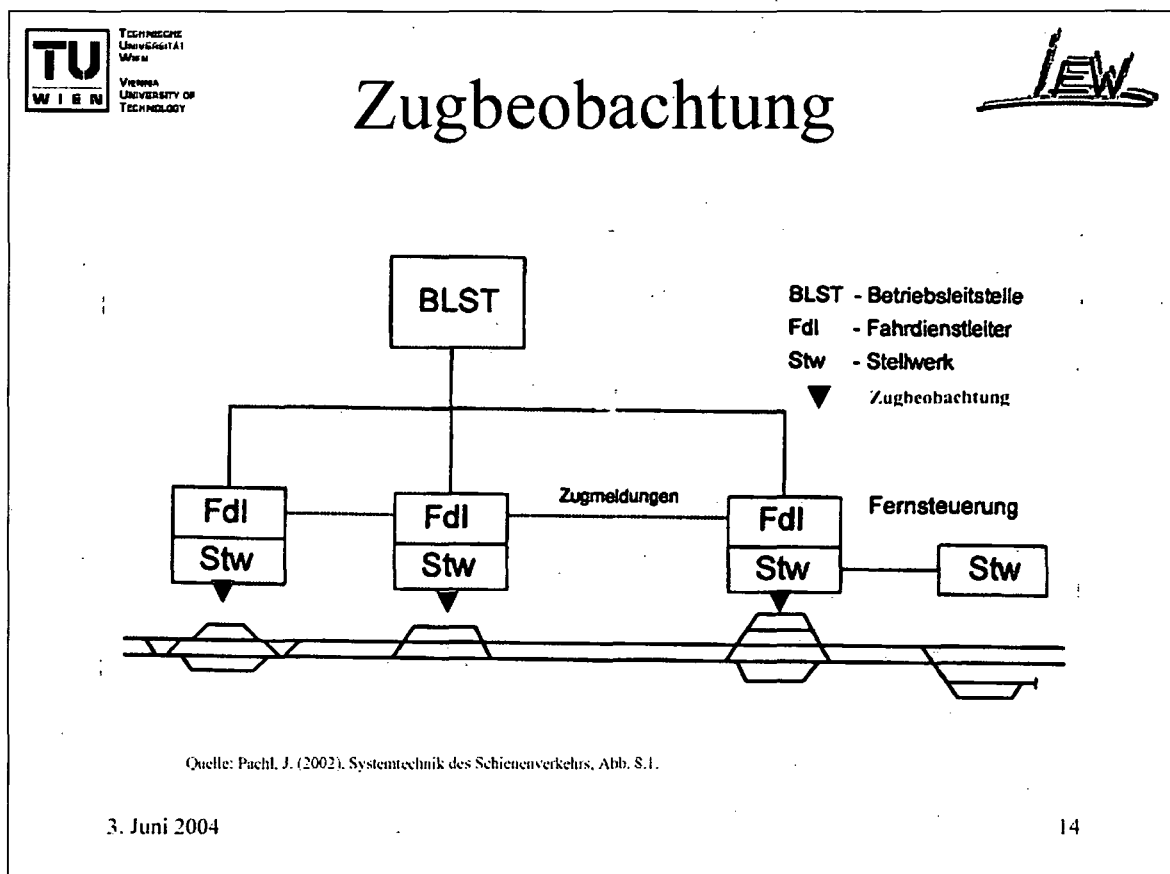 TU
WIEN
TECHNISCHE
UNIVERSITÄT
WIEN
VIENNA
UNIVERSITY OF
TECHNOLOGY
Zugbeobachtung
IEW
BLST
BLST - Betriebsleitstelle
Fdl - Fahrdienstleiter
Stw - Stellwerk
Zugbeobachtung
Fdl
Stw
Fdl
Stw
Zugmeldungen
Fdl
Stw
Fernsteuerung
Stw
Quelle: Pachl, J. (2002). Systemtechnik des Schienenverkehrs, Abb. 8.1.
3. Juni 2004
14